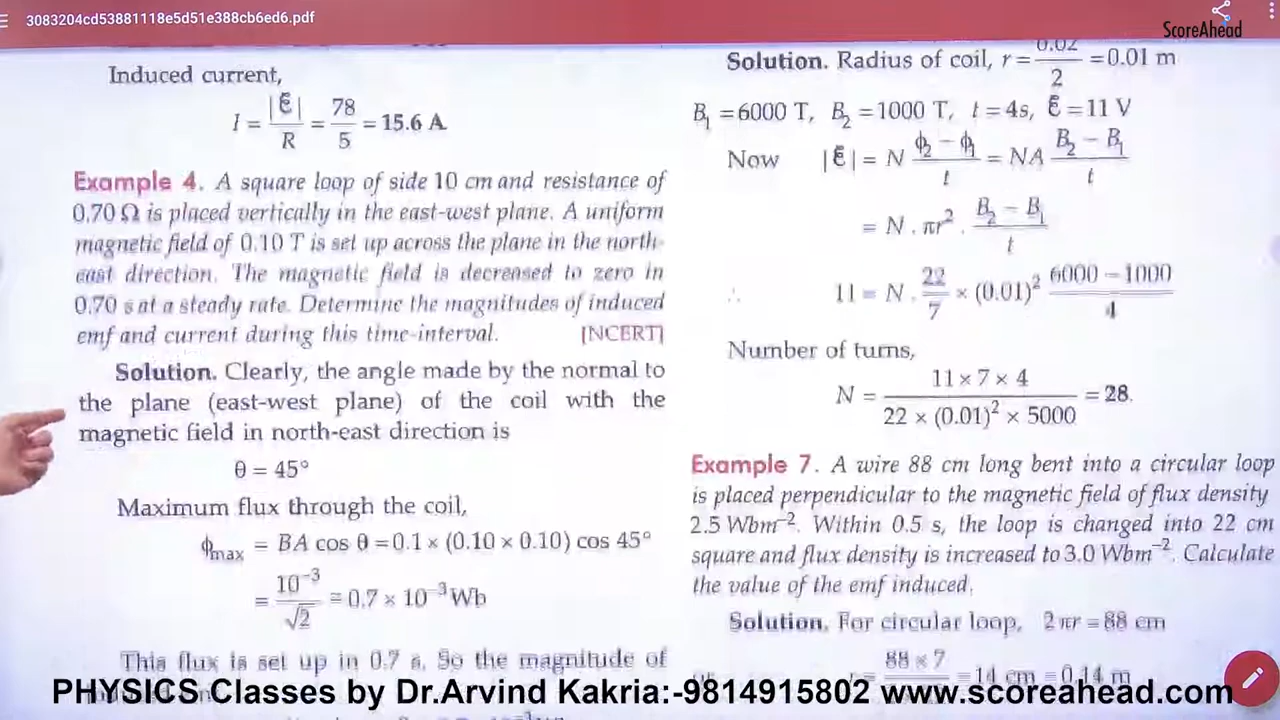 3083204cd53881118e5d51e388cb6ed6.pdf
ScoreAhead
Induced current,
I = |ℰ| / R = 78 / 5 = 15.6 A
Example 4. A square loop of side 10 cm and resistance of
0.70 Ω is placed vertically in the east-west plane. A uniform
magnetic field of 0.10 T is set up across the plane in the north-
east direction. The magnetic field is decreased to zero in
0.70 s at a steady rate. Determine the magnitudes of induced
emf and current during this time-interval. [NCERT]
Solution. Clearly, the angle made by the normal to
the plane (east-west plane) of the coil with the
magnetic field in north-east direction is
θ = 45°
Maximum flux through the coil,
ϕmax = BA cos θ = 0.1 × (0.10 × 0.10) cos 45°
= 10⁻³ / √2 ≅ 0.7 × 10⁻³ Wb
This flux is set up in 0.7 s. So the magnitude of
Solution. Radius of coil, r = 0.02 / 2 = 0.01 m
B₁ = 6000 T, B₂ = 1000 T, t = 4s, ℰ = 11 V
Now |ℰ| = N (ϕ₂ − ϕ₁) / t = NA (B₂ − B₁) / t
= N . πr² . (B₂ − B₁) / t
∴ 11 = N . 22 / 7 × (0.01)² (6000 − 1000) / 4
Number of turns,
N = 11 × 7 × 4 / 22 × (0.01)² × 5000 = 28.
Example 7. A wire 88 cm long bent into a circular loop
is placed perpendicular to the magnetic field of flux density
2.5 Wbm⁻². Within 0.5 s, the loop is changed into 22 cm
square and flux density is increased to 3.0 Wbm⁻². Calculate
the value of the emf induced.
Solution. For circular loop, 2πr = 88 cm
88 × 7 = 14 cm = 0.14 m
PHYSICS Classes by Dr.Arvind Kakria:-9814915802 www.scoreahead.com